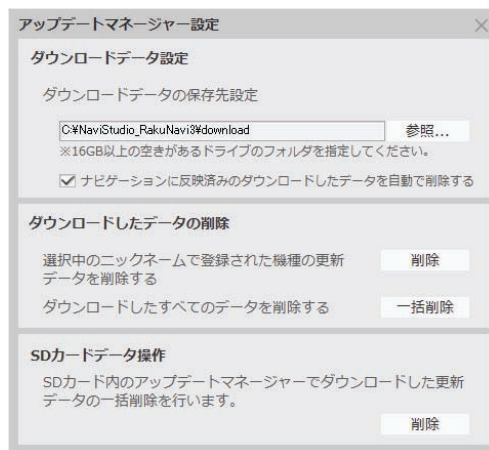 アップデートマネージャー設定
ダウンロードデータ設定
ダウンロードデータの保存先設定
C:¥NaviStudio_RakuNavi3¥download 参照...
※16GB以上の空きがあるドライブのフォルダを指定してください。
ナビゲーションに反映済みのダウンロードしたデータを自動で削除する
ダウンロードしたデータの削除
選択中のニックネームで登録された機種の更新 削除
データを削除する
ダウンロードしたすべてのデータを削除する 一括削除
SDカードデータ操作
SDカード内のアップデートマネージャーでダウンロードした更新
データの一括削除を行います。
削除